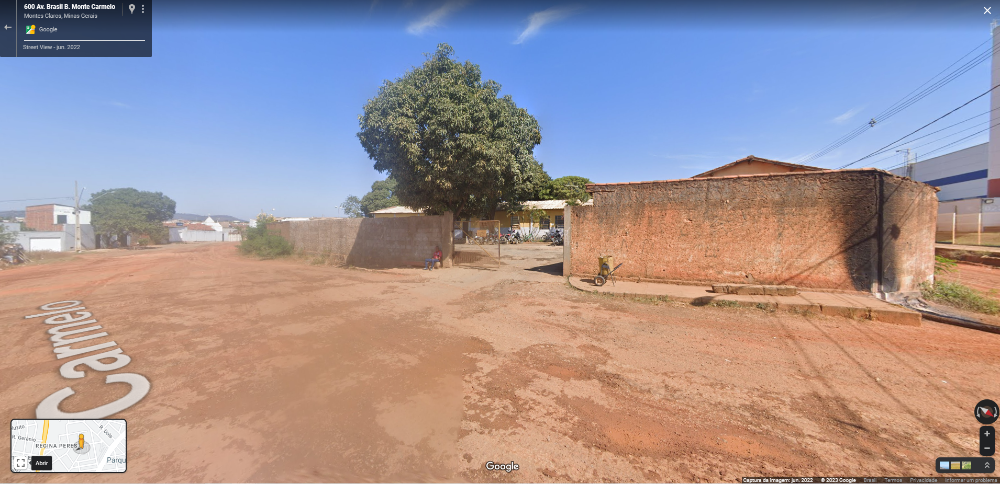 600 Av. Brasil B. Monte Carmelo
Montes Claros, Minas Gerais
Google
Street View - jun. 2022
Carmelo
R. Gerânio
R. Dois
REGINA PERES
Parqu
Abrir
Google
Captura da imagem: jun. 2022 © 2023 Google Brasil Termos Privacidade Informar um problema